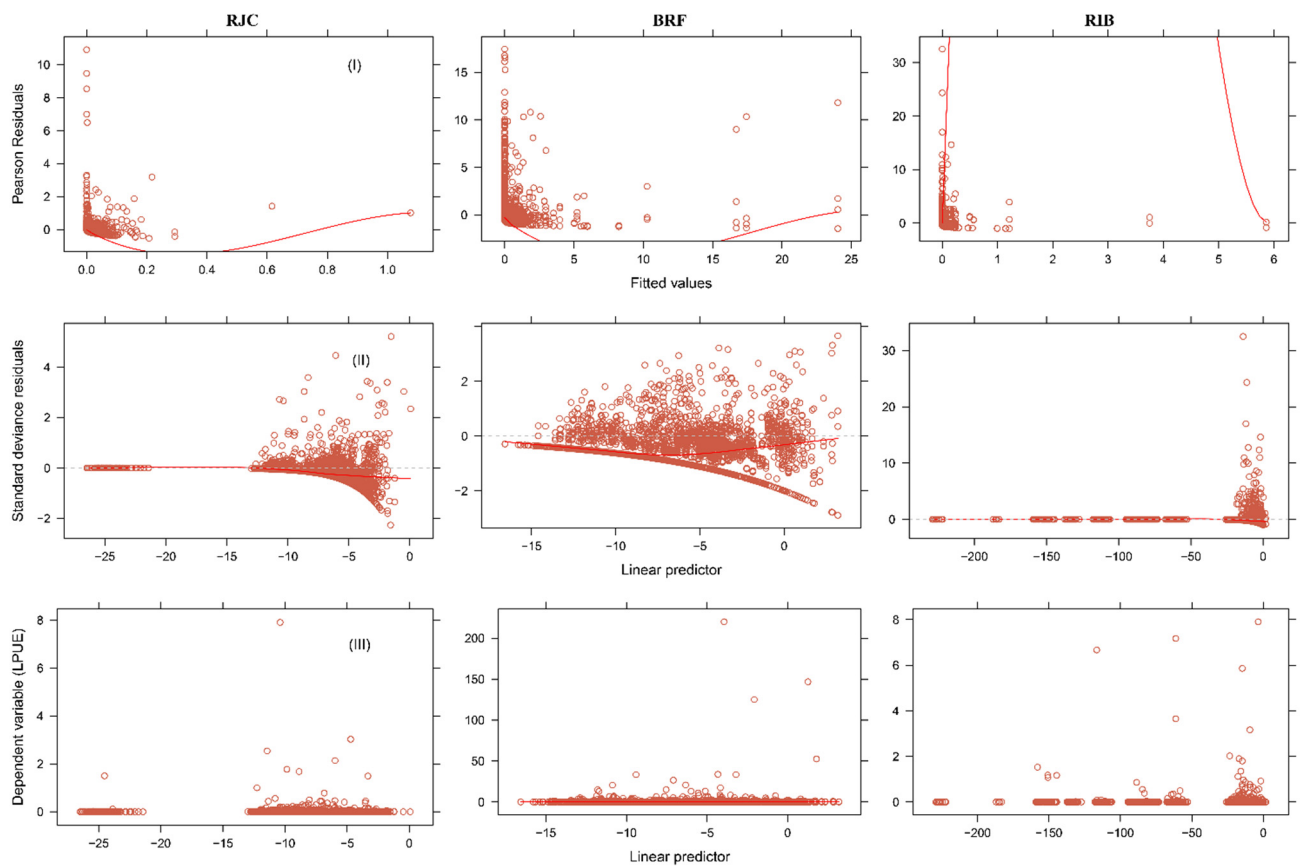 RJC BRF RIB
Pearson Residuals
(I)
10
8
6
4
2
0
0.0 0.2 0.4 0.6 0.8 1.0
15
10
5
0
0 5 10 15 20 25
30
20
10
0
0 1 2 3 4 5 6
Fitted values
Standard deviance residuals
(II)
4
2
0
−2
−25 −20 −15 −10 −5 0
2
0
−2
−15 −10 −5 0
30
20
10
0
−200 −150 −100 −50 0
Linear predictor
Dependent variable (LPUE)
(III)
8
6
4
2
0
−25 −20 −15 −10 −5 0
200
150
100
50
0
−15 −10 −5 0
8
6
4
2
0
−200 −150 −100 −50 0
Linear predictor